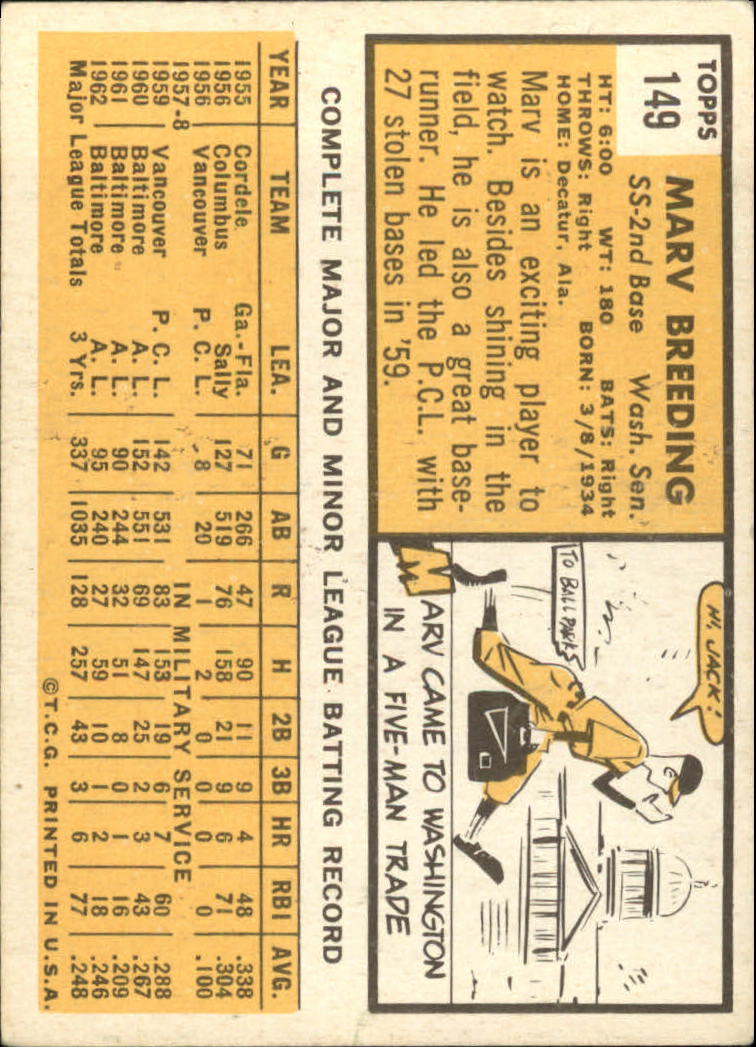 TOPPS
149
MARV BREEDING
SS-2nd Base Wash. Sen.
HT: 6:00 WT: 180 BATS: Right
THROWS: Right BORN: 3/8/1934
HOME: Decatur, Ala.
Marv is an exciting player to
watch. Besides shining in the
field, he is also a great base-
runner. He led the P.C.L. with
27 stolen bases in '59.
HI, JACK!
TO BALL PARKS
MARV CAME TO WASHINGTON
IN A FIVE-MAN TRADE
COMPLETE MAJOR AND MINOR LEAGUE BATTING RECORD
YEAR TEAM LEA. G AB R H 2B 3B HR RBI AVG.
1955 Cordele Ga.-Fla. 71 266 47 90 11 9 4 48 .338
1956 Columbus Sally 127 519 76 158 21 9 6 71 .304
1956 Vancouver P. C. L. 8 20 1 2 0 0 0 0 .100
1957-8 IN MILITARY SERVICE
1959 Vancouver P. C. L. 142 531 83 153 19 6 7 60 .288
1960 Baltimore A. L. 152 551 69 147 25 2 3 43 .267
1961 Baltimore A. L. 90 244 32 51 8 0 1 16 .209
1962 Baltimore A. L. 95 240 27 59 10 1 2 18 .246
Major League Totals 3 Yrs. 337 1035 128 257 43 3 6 77 .248
© T.C.G. PRINTED IN U.S.A.